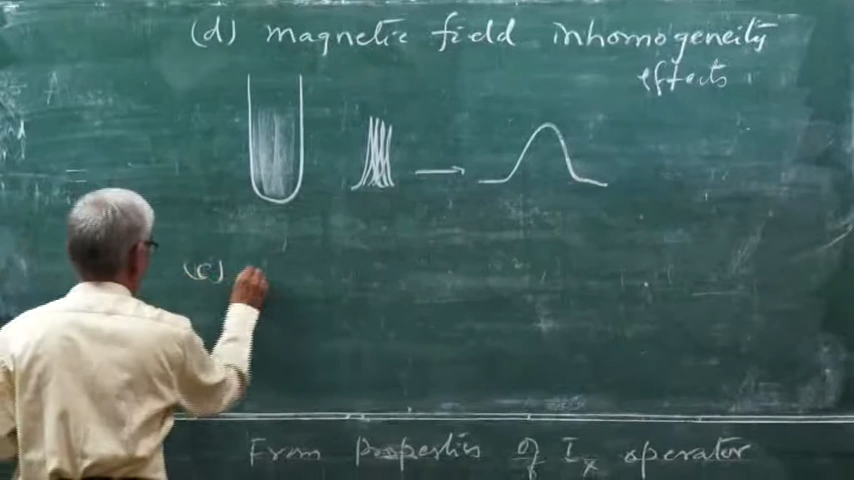 (d) magnetic field inhomogeneity
effects
(e)
From properties of Ix operator